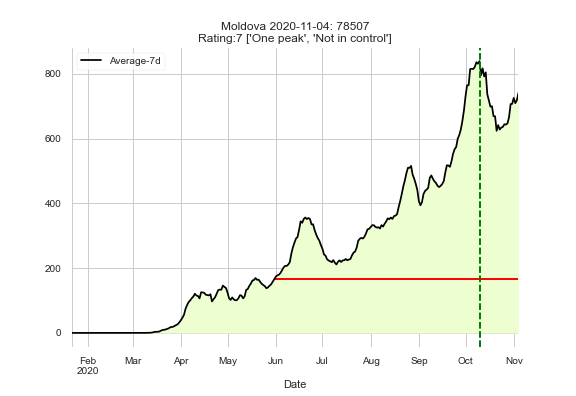 Moldova 2020-11-04: 78507
Rating:7 ['One peak', 'Not in control']
Average-7d
800
600
400
200
0
Feb Mar Apr May Jun Jul Aug Sep Oct Nov
2020
Date